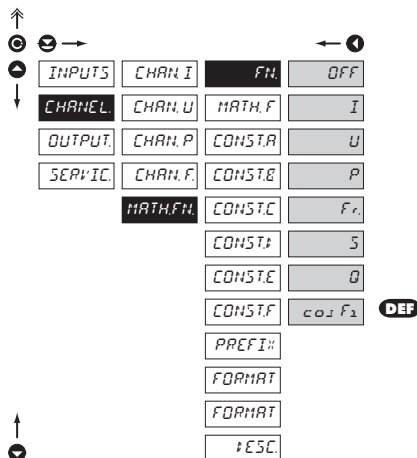 INPUTS CHAN. I FN. OFF
CHANEL. CHAN. U MATH. F I
OUTPUT. CHAN. P CONST.A U
SERVIC. CHAN. F. CONST.B P
MATH.FN. CONST.C Fr.
CONST.D S
CONST.E Q
CONST.F cos Fi DEF
PREFIX
FORMAT
FORMAT
DESC.